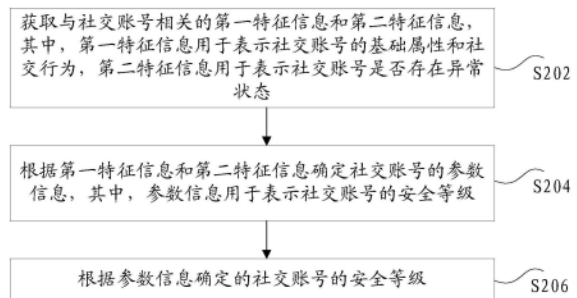 获取与社交账号相关的第一特征信息和第二特征信息，
其中，第一特征信息用于表示社交账号的基础属性和社
交行为，第二特征信息用于表示社交账号是否存在异常
状态
S202
根据第一特征信息和第二特征信息确定社交账号的参数
信息，其中，参数信息用于表示社交账号的安全等级
S204
根据参数信息确定的社交账号的安全等级
S206